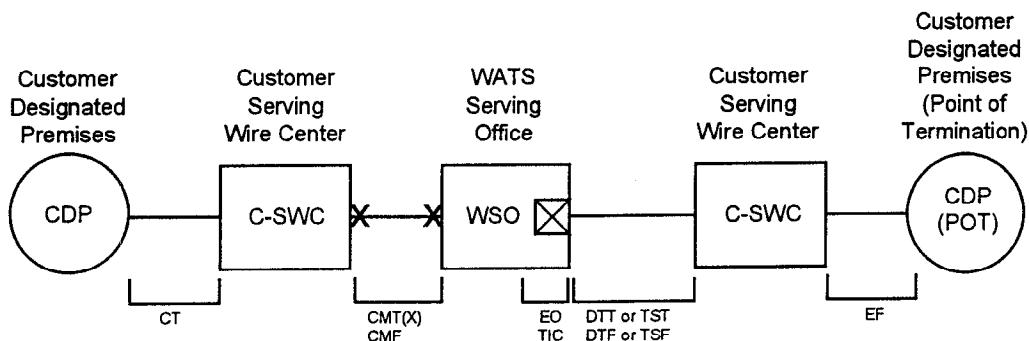 Customer
Designated
Premises
Customer
Serving
Wire Center
WATS
Serving
Office
Customer
Serving
Wire Center
Customer
Designated
Premises
(Point of
Termination)
CDP
C-SWC
X X
WSO
C-SWC
CDP
(POT)
CT
CMT(X)
CMF
EO
TIC
DTT or TST
DTF or TSF
EF